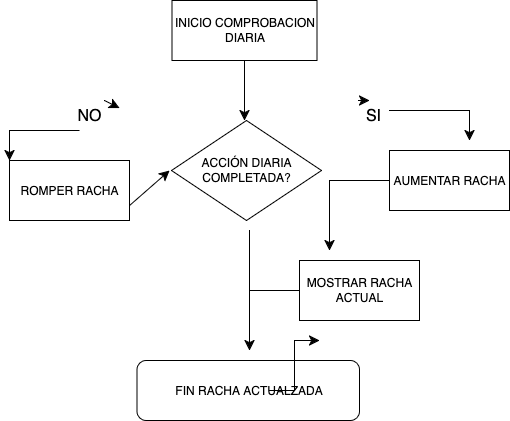 INICIO COMPROBACION
DIARIA
NO
SI
ACCIÓN DIARIA
COMPLETADA?
ROMPER RACHA
AUMENTAR RACHA
MOSTRAR RACHA
ACTUAL
FIN RACHA ACTUALZADA